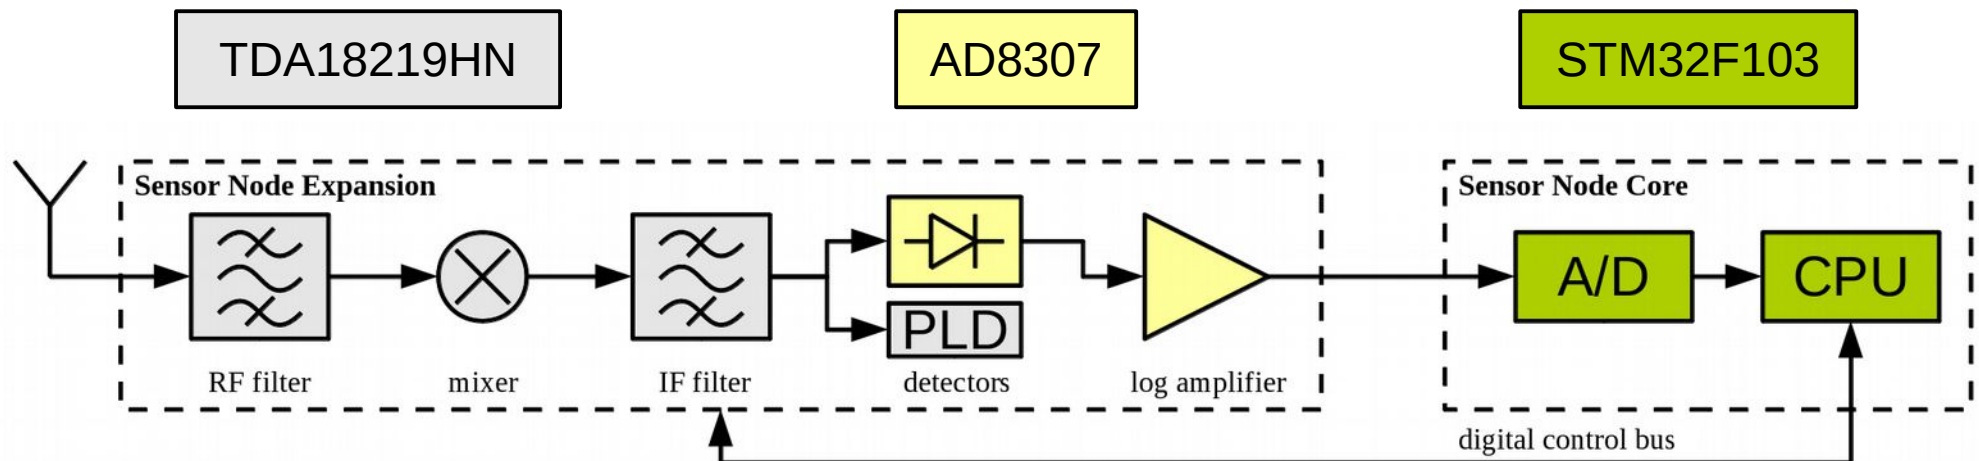 TDA18219HN
AD8307
STM32F103
Sensor Node Expansion
Sensor Node Core
PLD
A/D
CPU
RF filter
mixer
IF filter
detectors
log amplifier
digital control bus